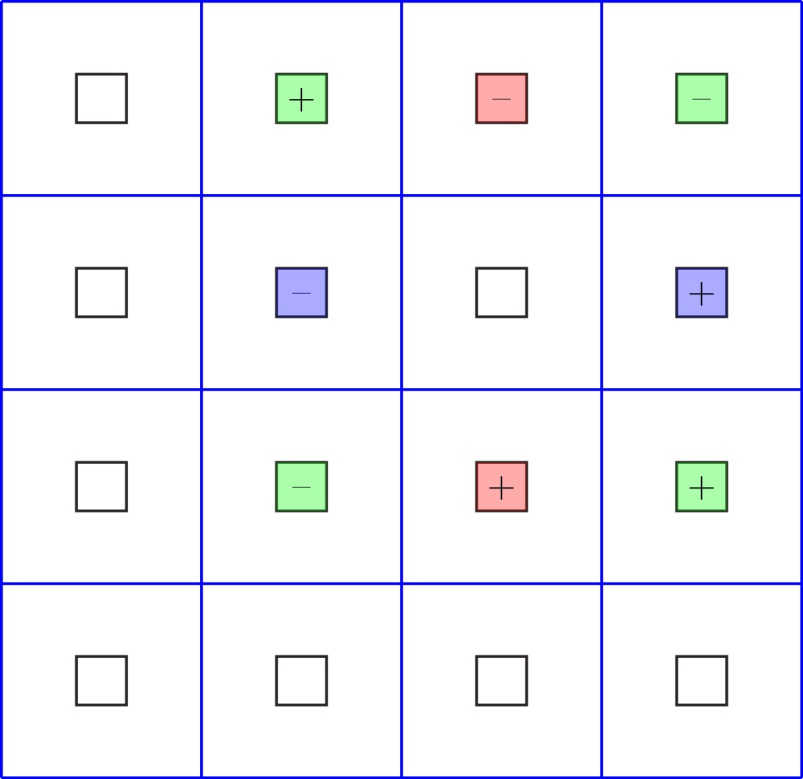 + − −
− +
− + +